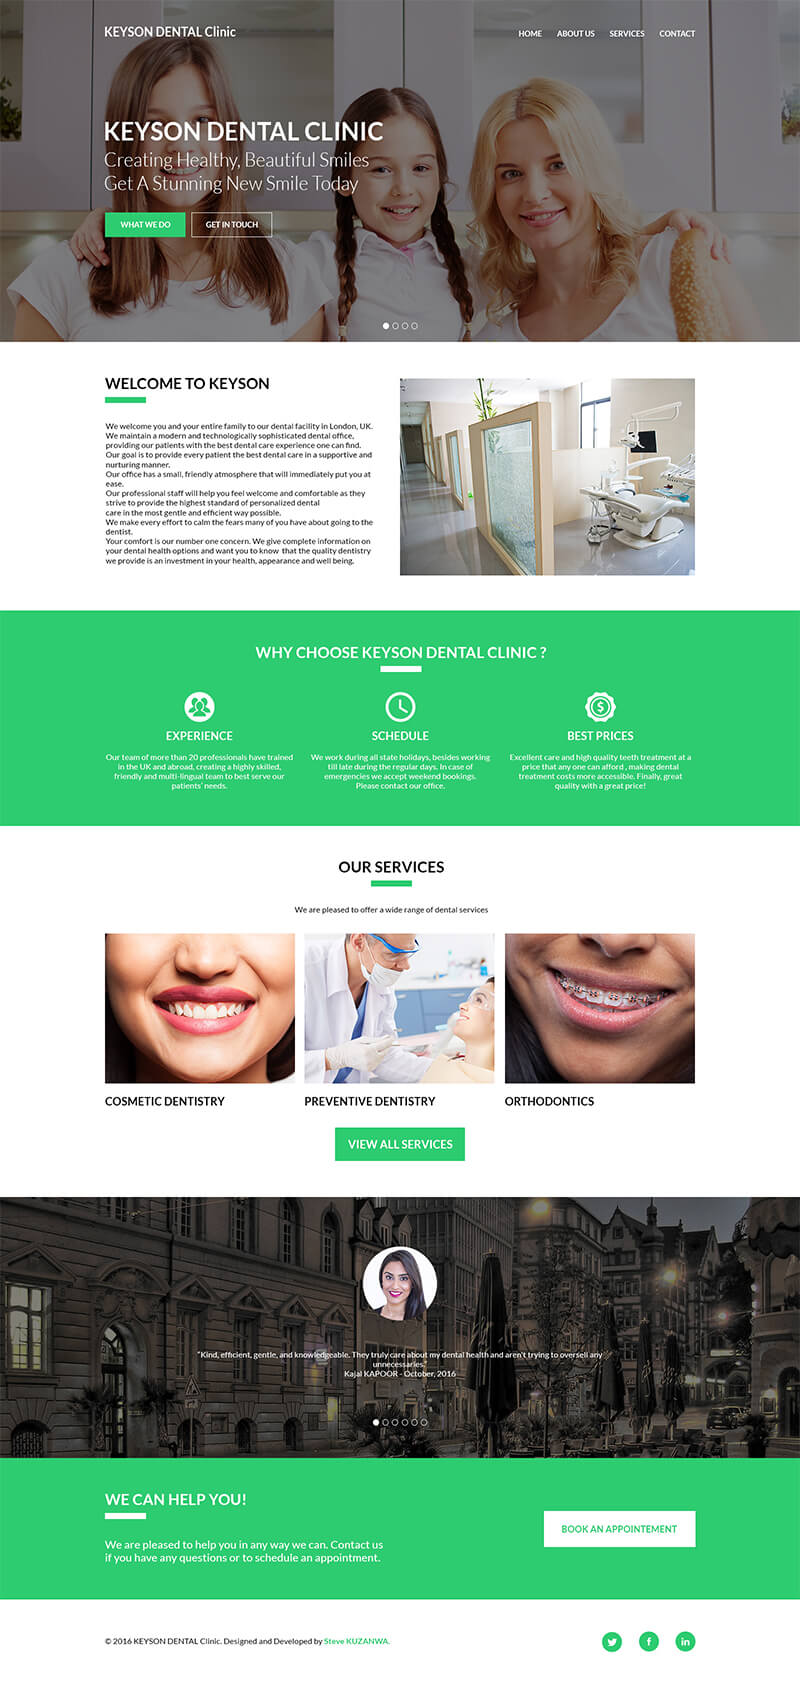 KEYSON DENTAL Clinic
HOME ABOUT US SERVICES CONTACT
KEYSON DENTAL CLINIC
Creating Healthy, Beautiful Smiles
Get A Stunning New Smile Today
WHAT WE DO GET IN TOUCH
WELCOME TO KEYSON
We welcome you and your entire family to our dental facility in London, UK.
We maintain a modern and technologically sophisticated dental office,
providing our patients with the best dental care experience one can find.
Our goal is to provide every patient the best dental care in a supportive and
nurturing manner.
Our office has a small, friendly atmosphere that will immediately put you at
ease.
Our professional staff will help you feel welcome and comfortable as they
strive to provide the highest standard of personalized dental
care in the most gentle and efficient way possible.
We make every effort to calm the fears many of you have about going to the
dentist.
Your comfort is our number one concern. We give complete information on
your dental health options and want you to know that the quality dentistry
we provide is an investment in your health, appearance and well being.
WHY CHOOSE KEYSON DENTAL CLINIC ?
EXPERIENCE
Our team of more than 20 professionals have trained
in the UK and abroad, creating a highly skilled,
friendly and multi-lingual team to best serve our
patients' needs.
SCHEDULE
We work during all state holidays, besides working
till late during the regular days. In case of
emergencies we accept weekend bookings.
Please contact our office.
$
BEST PRICES
Excellent care and high quality teeth treatment at a
price that any one can afford , making dental
treatment costs more accessible. Finally, great
quality with a great price!
OUR SERVICES
We are pleased to offer a wide range of dental services
COSMETIC DENTISTRY
PREVENTIVE DENTISTRY
ORTHODONTICS
VIEW ALL SERVICES
"Kind, efficient, gentle, and knowledgeable. They truly care about my dental health and aren't trying to oversell any
unnecessaries."
Kajal KAPOOR - October, 2016
WE CAN HELP YOU!
We are pleased to help you in any way we can. Contact us
if you have any questions or to schedule an appointment.
BOOK AN APPOINTEMENT
© 2016 KEYSON DENTAL Clinic. Designed and Developed by Steve KUZANWA.
f in